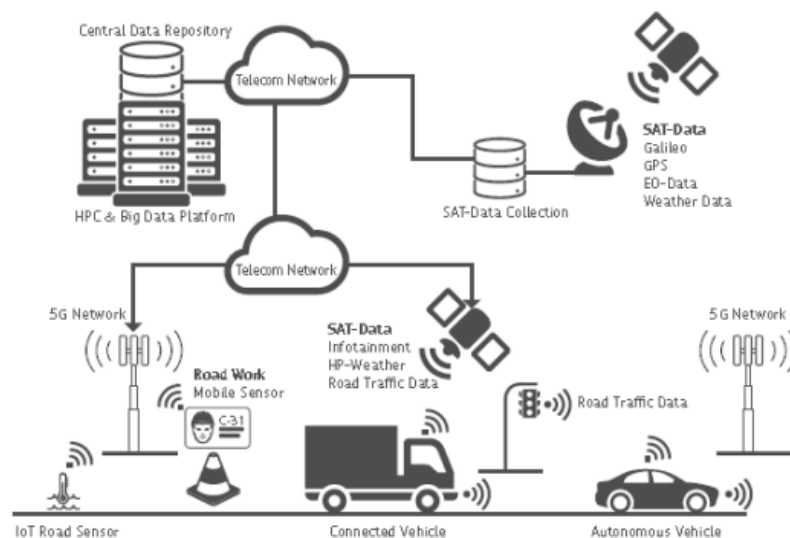 Central Data Repository
Telecom Network
SAT-Data
Galileo
GPS
EO-Data
Weather Data
HPC & Big Data Platform
SAT-Data Collection
Telecom Network
5G Network
SAT-Data
Infotainment
HP-Weather
Road Traffic Data
5G Network
Road Work
Mobile Sensor
C-31
Road Traffic Data
IoT Road Sensor
Connected Vehicle
Autonomous Vehicle